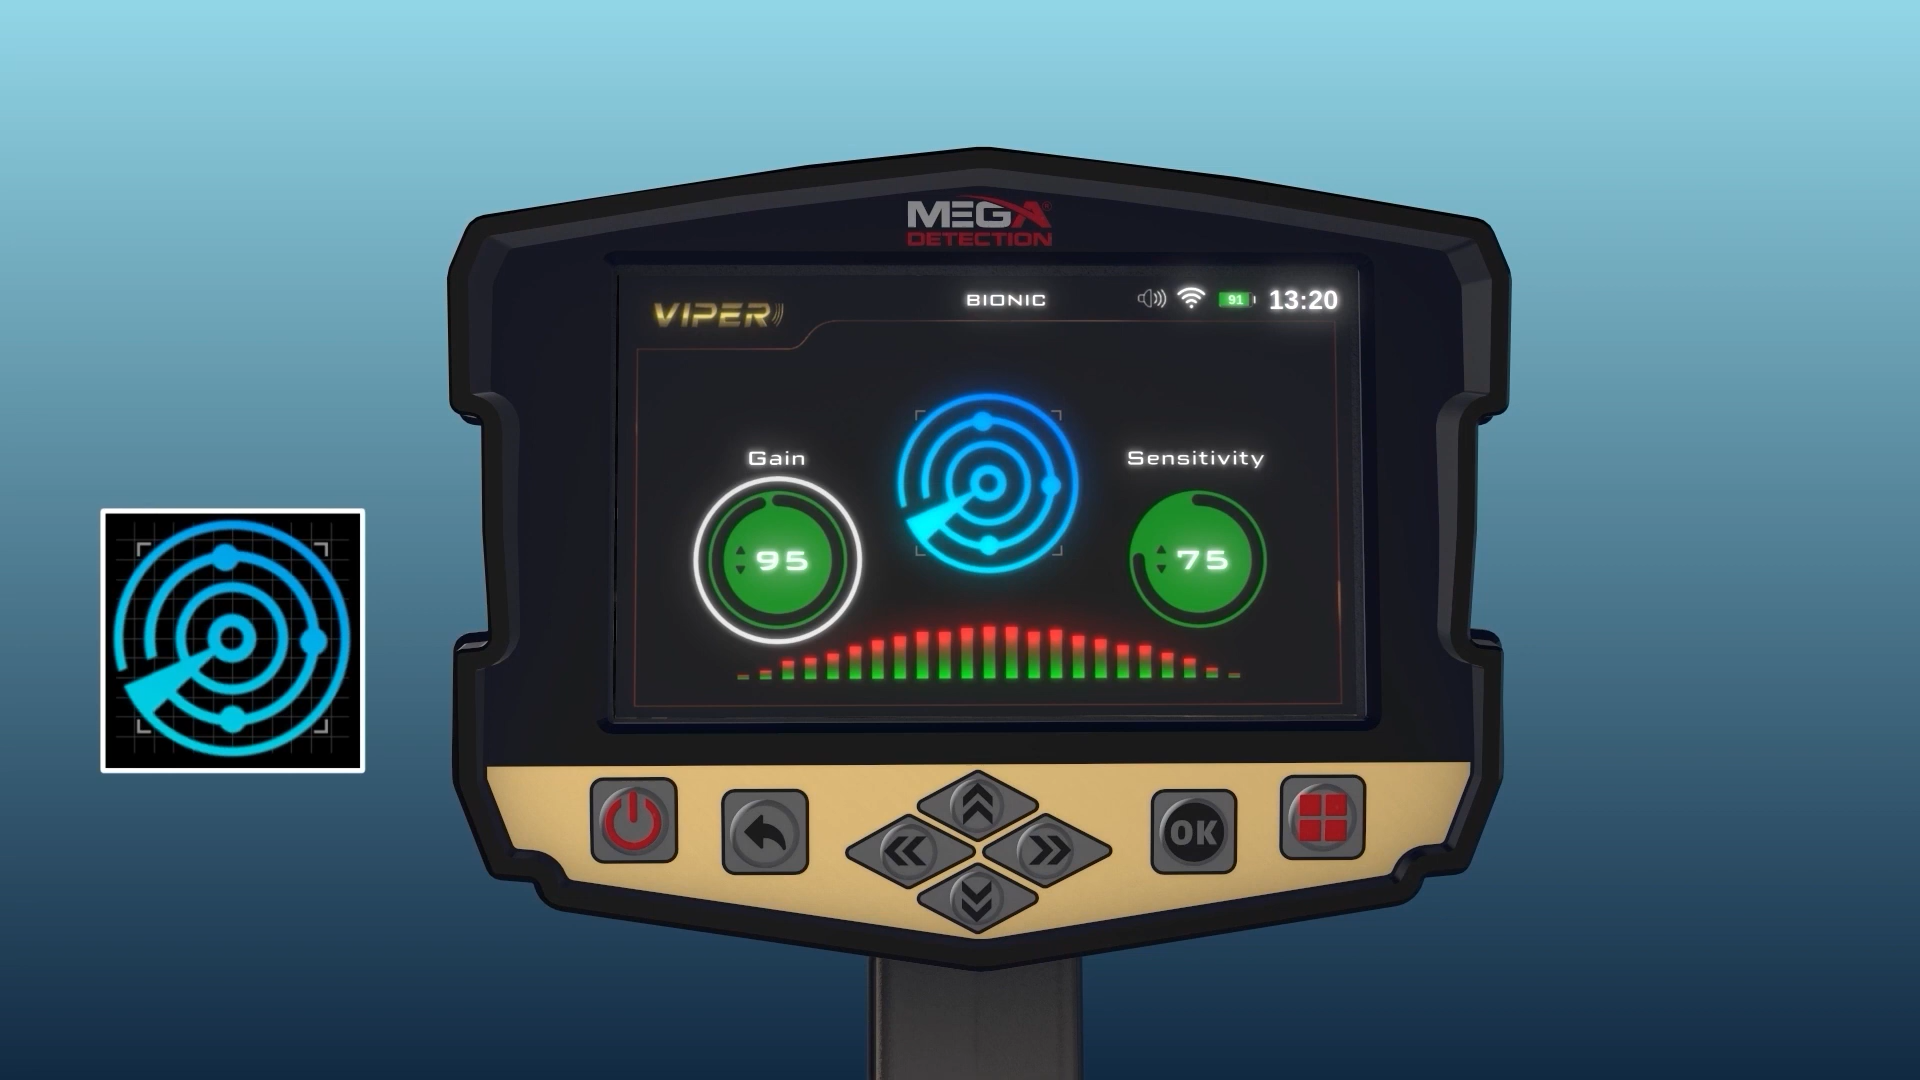 MEGA®
DETECTION
VIPER
BIONIC
91
13:20
Gain
Sensitivity
95
75
OK